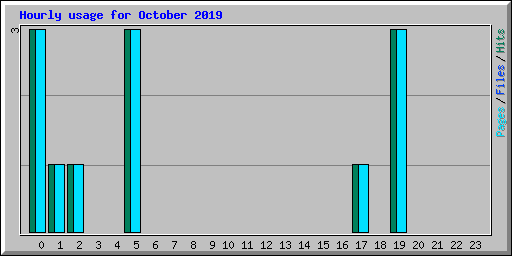 Hourly usage for October 2019
3
Pages/Files/Hits
0 1 2 3 4 5 6 7 8 9 10 11 12 13 14 15 16 17 18 19 20 21 22 23